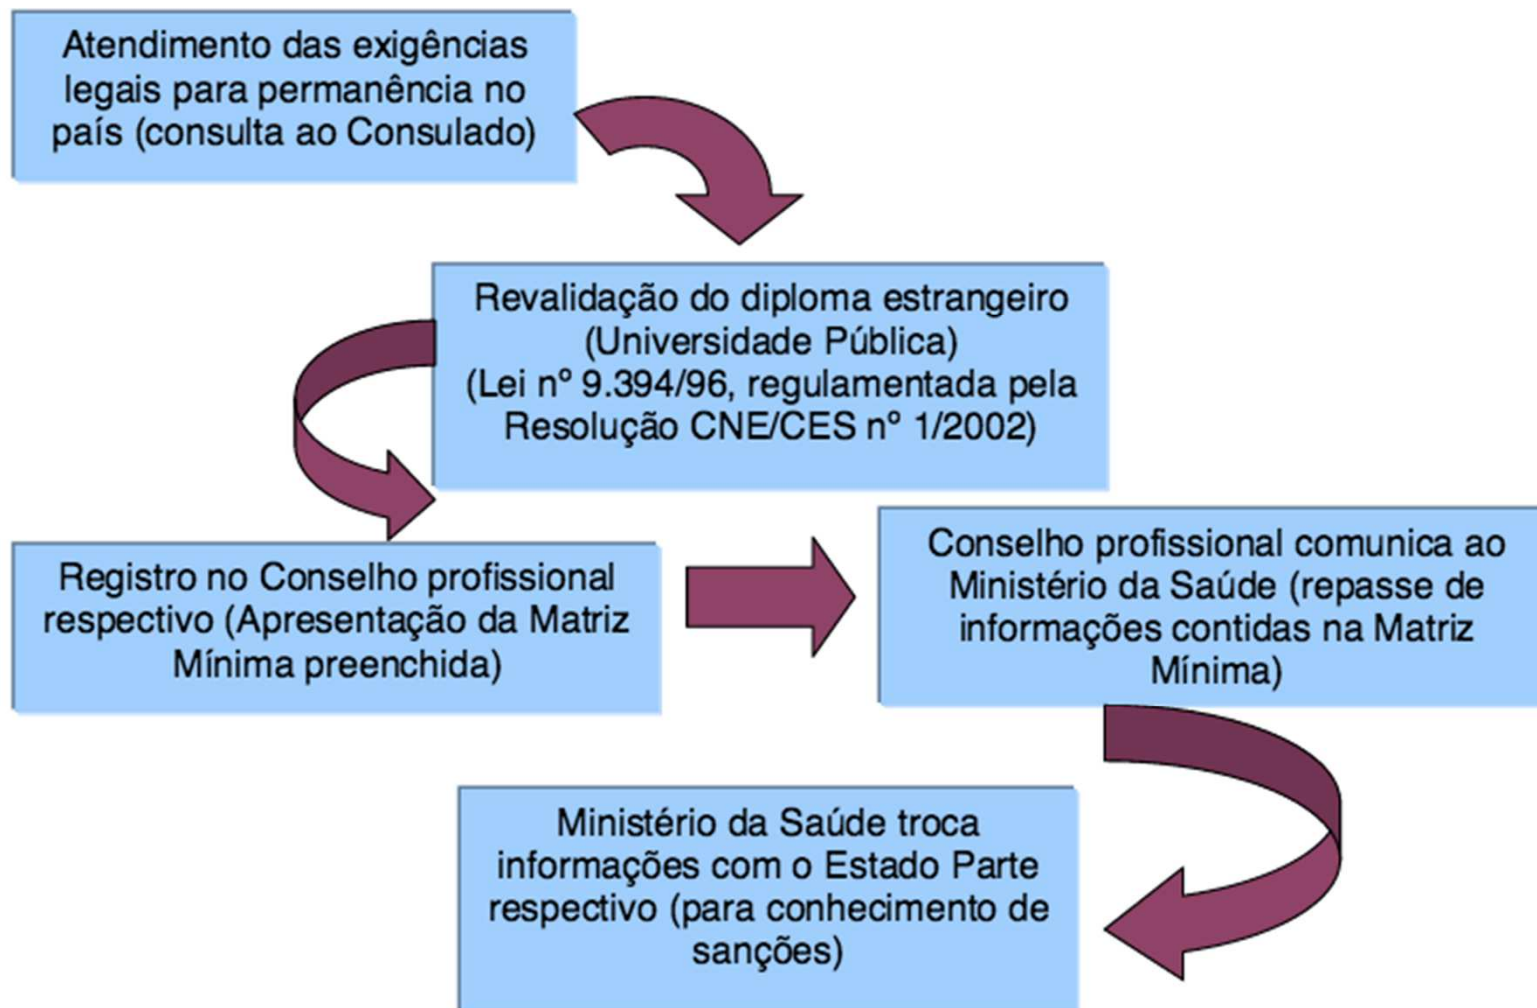 Atendimento das exigências
legais para permanência no
país (consulta ao Consulado)
Revalidação do diploma estrangeiro
(Universidade Pública)
(Lei nº 9.394/96, regulamentada pela
Resolução CNE/CES nº 1/2002)
Registro no Conselho profissional
respectivo (Apresentação da Matriz
Mínima preenchida)
Conselho profissional comunica ao
Ministério da Saúde (repasse de
informações contidas na Matriz
Mínima)
Ministério da Saúde troca
informações com o Estado Parte
respectivo (para conhecimento de
sanções)